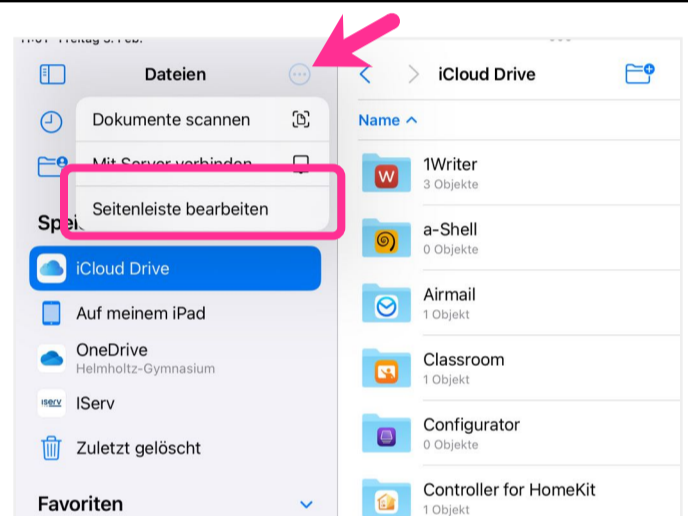 Dateien
Dokumente scannen
Mit Server verbinden
Seitenleiste bearbeiten
iCloud Drive
Auf meinem iPad
OneDrive
Helmholtz-Gymnasium
ISERV IServ
Zuletzt gelöscht
Favoriten
iCloud Drive
Name
W 1Writer
3 Objekte
a-Shell
0 Objekte
Airmail
1 Objekt
Classroom
1 Objekt
Configurator
0 Objekte
Controller for HomeKit
1 Objekt